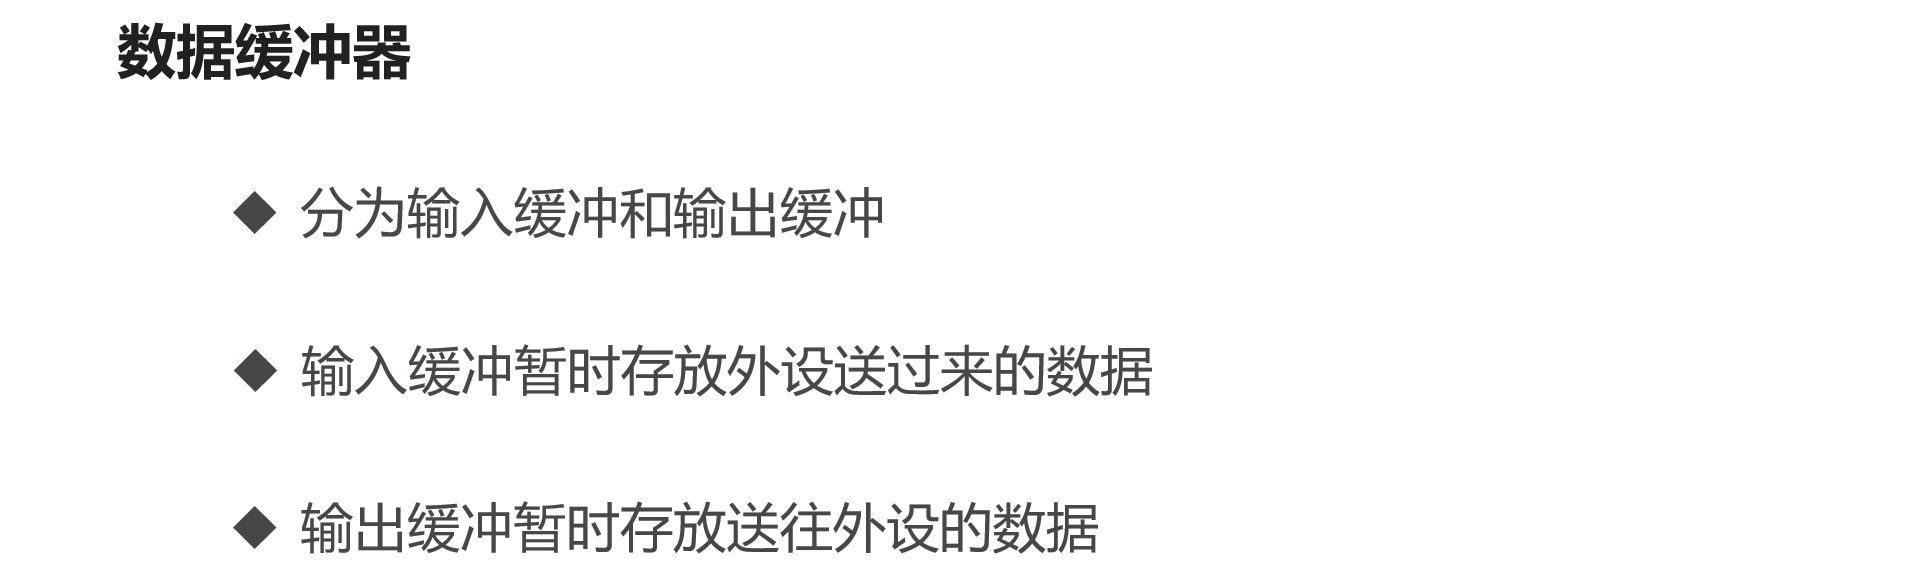 数据缓冲器
◆ 分为输入缓冲和输出缓冲
◆ 输入缓冲暂时存放外设送过来的数据
◆ 输出缓冲暂时存放送往外设的数据